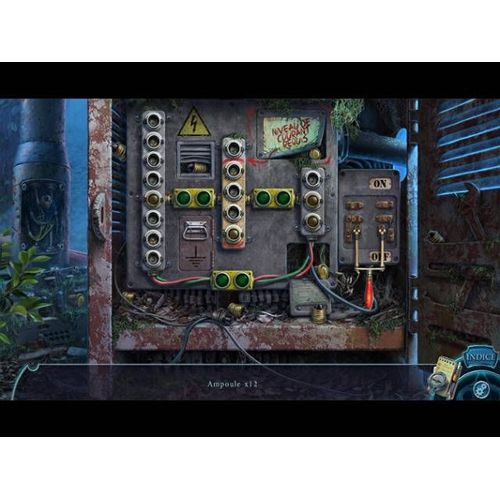 NIVEAU DE
COURANT
REQUIS
ON
OFF
INDICE
Ampoule x12